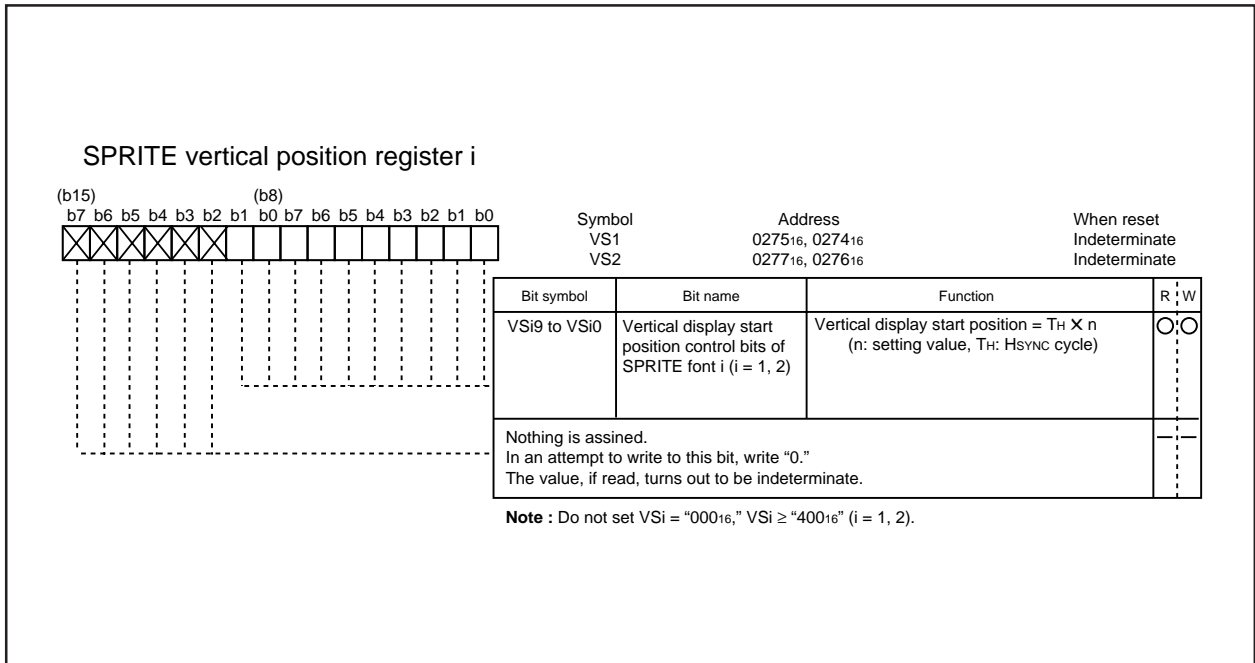 SPRITE vertical position register i
(b15) (b8)
b7 b6 b5 b4 b3 b2 b1 b0 b7 b6 b5 b4 b3 b2 b1 b0
Symbol Address When reset
VS1 027516, 027416 Indeterminate
VS2 027716, 027616 Indeterminate
Bit symbol Bit name Function R W
VSi9 to VSi0 Vertical display start Vertical display start position = TH X n
position control bits of (n: setting value, TH: HSYNC cycle)
SPRITE font i (i = 1, 2)
Nothing is assined.
In an attempt to write to this bit, write “0.”
The value, if read, turns out to be indeterminate.
Note : Do not set VSi = “00016,” VSi ≥ “40016” (i = 1, 2).